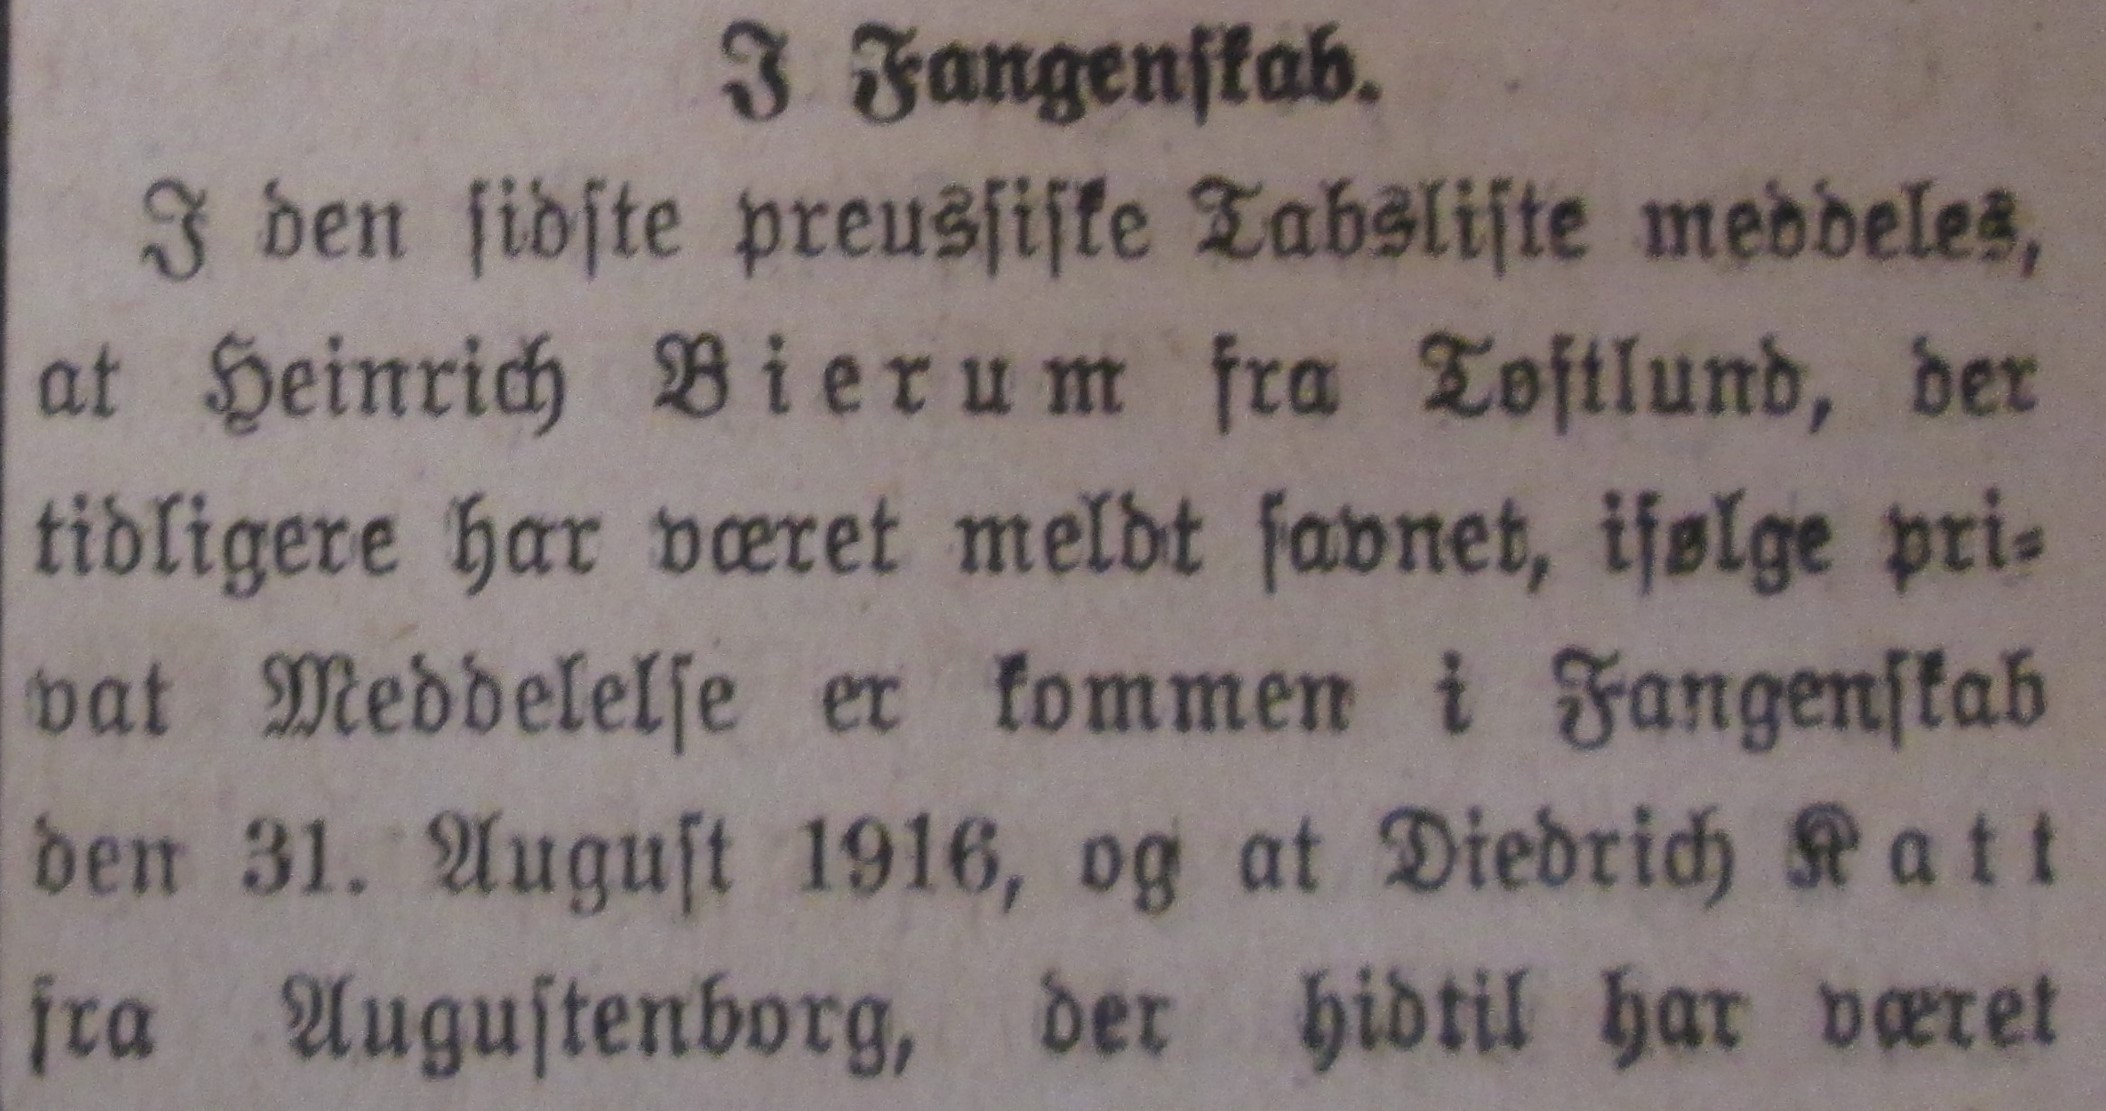 I Fangenskab.
I den sidste preussiske Tabsliste meddeles,
at Heinrich Bierum fra Toftlund, der
tidligere har været meldt savnet, ifølge pri-
vat Meddelelse er kommen i Fangenskab
den 31. August 1916, og at Diedrich Katt
fra Augustenborg, der hidtil har været